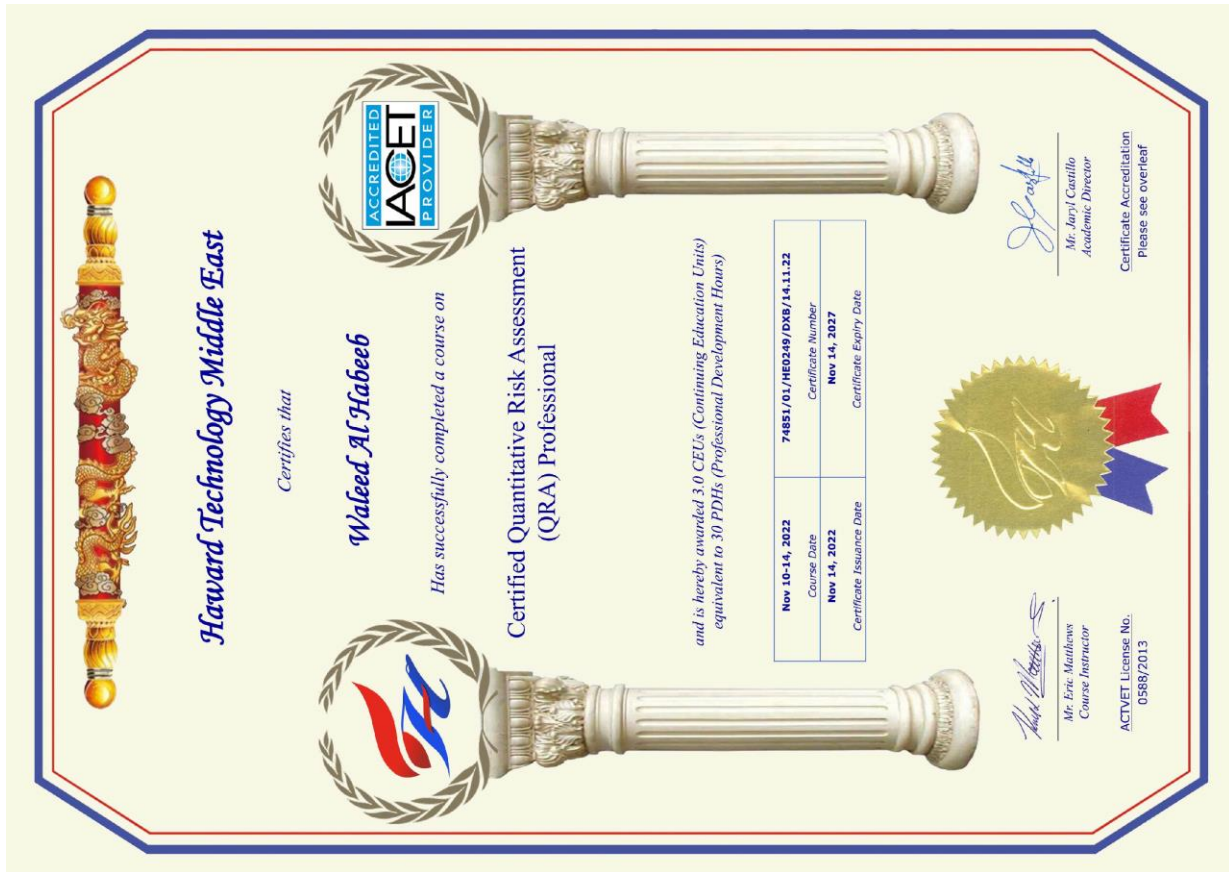 Haward Technology Middle East
Certifies that
ACCREDITED
IACET
PROVIDER
Waleed Al Habeeb
Has successfully completed a course on
Certified Quantitative Risk Assessment
(QRA) Professional
and is hereby awarded 3.0 CEUs (Continuing Education Units)
equivalent to 30 PDHs (Professional Development Hours)
Nov 10-14, 2022
74851/01/HE0249/DXB/14.11.22
Course Date
Certificate Number
Nov 14, 2022
Nov 14, 2027
Certificate Issuance Date
Certificate Expiry Date
Mr. Eric Matthews
Course Instructor
Mr. Jaryl Castillo
Academic Director
ACTVET License No.
0588/2013
Certificate Accreditation
Please see overleaf